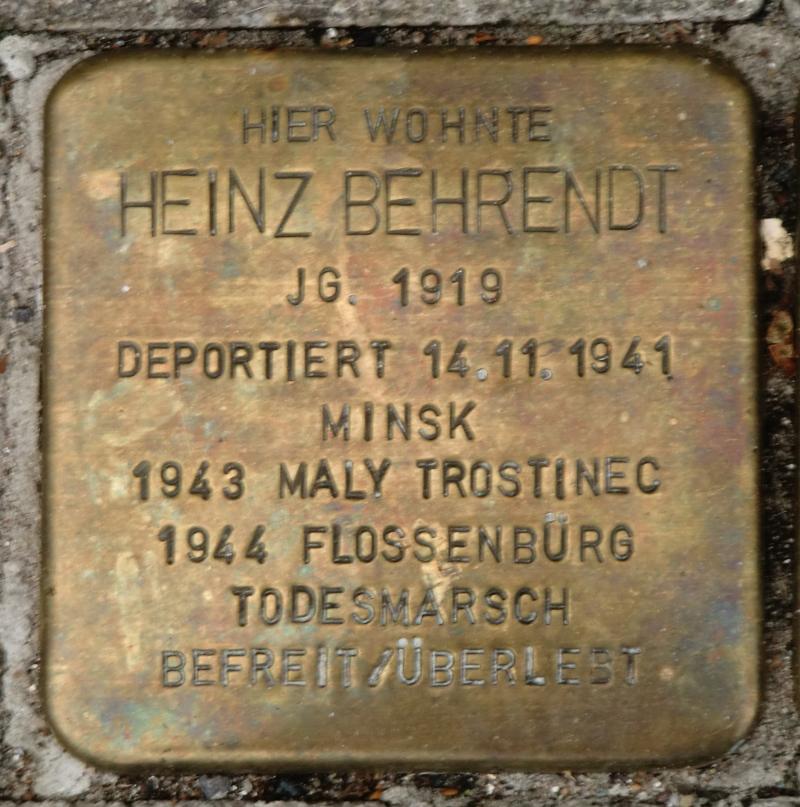 HIER WOHNTE
HEINZ BEHRENDT
JG. 1919
DEPORTIERT 14.11.1941
MINSK
1943 MALY TROSTINEC
1944 FLOSSENBÜRG
TODESMARSCH
BEFREIT/ÜBERLEBT